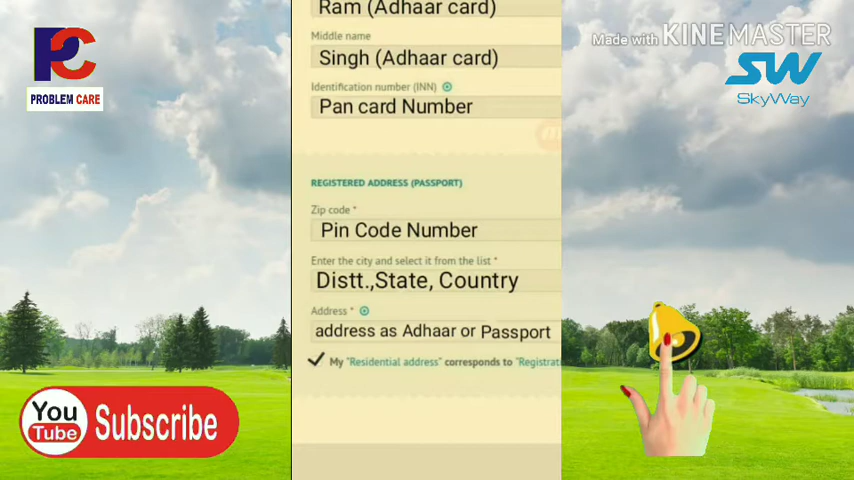 PC
PROBLEM CARE
Made with KINEMASTER
SW
SkyWay
Ram (Adhaar card)
Middle name
Singh (Adhaar card)
Identification number (INN)
Pan card Number
REGISTERED ADDRESS (PASSPORT)
Zip code *
Pin Code Number
Enter the city and select it from the list *
Distt.,State, Country
Address *
address as Adhaar or Passport
My "Residential address" corresponds to "Registrat
You
Tube
Subscribe